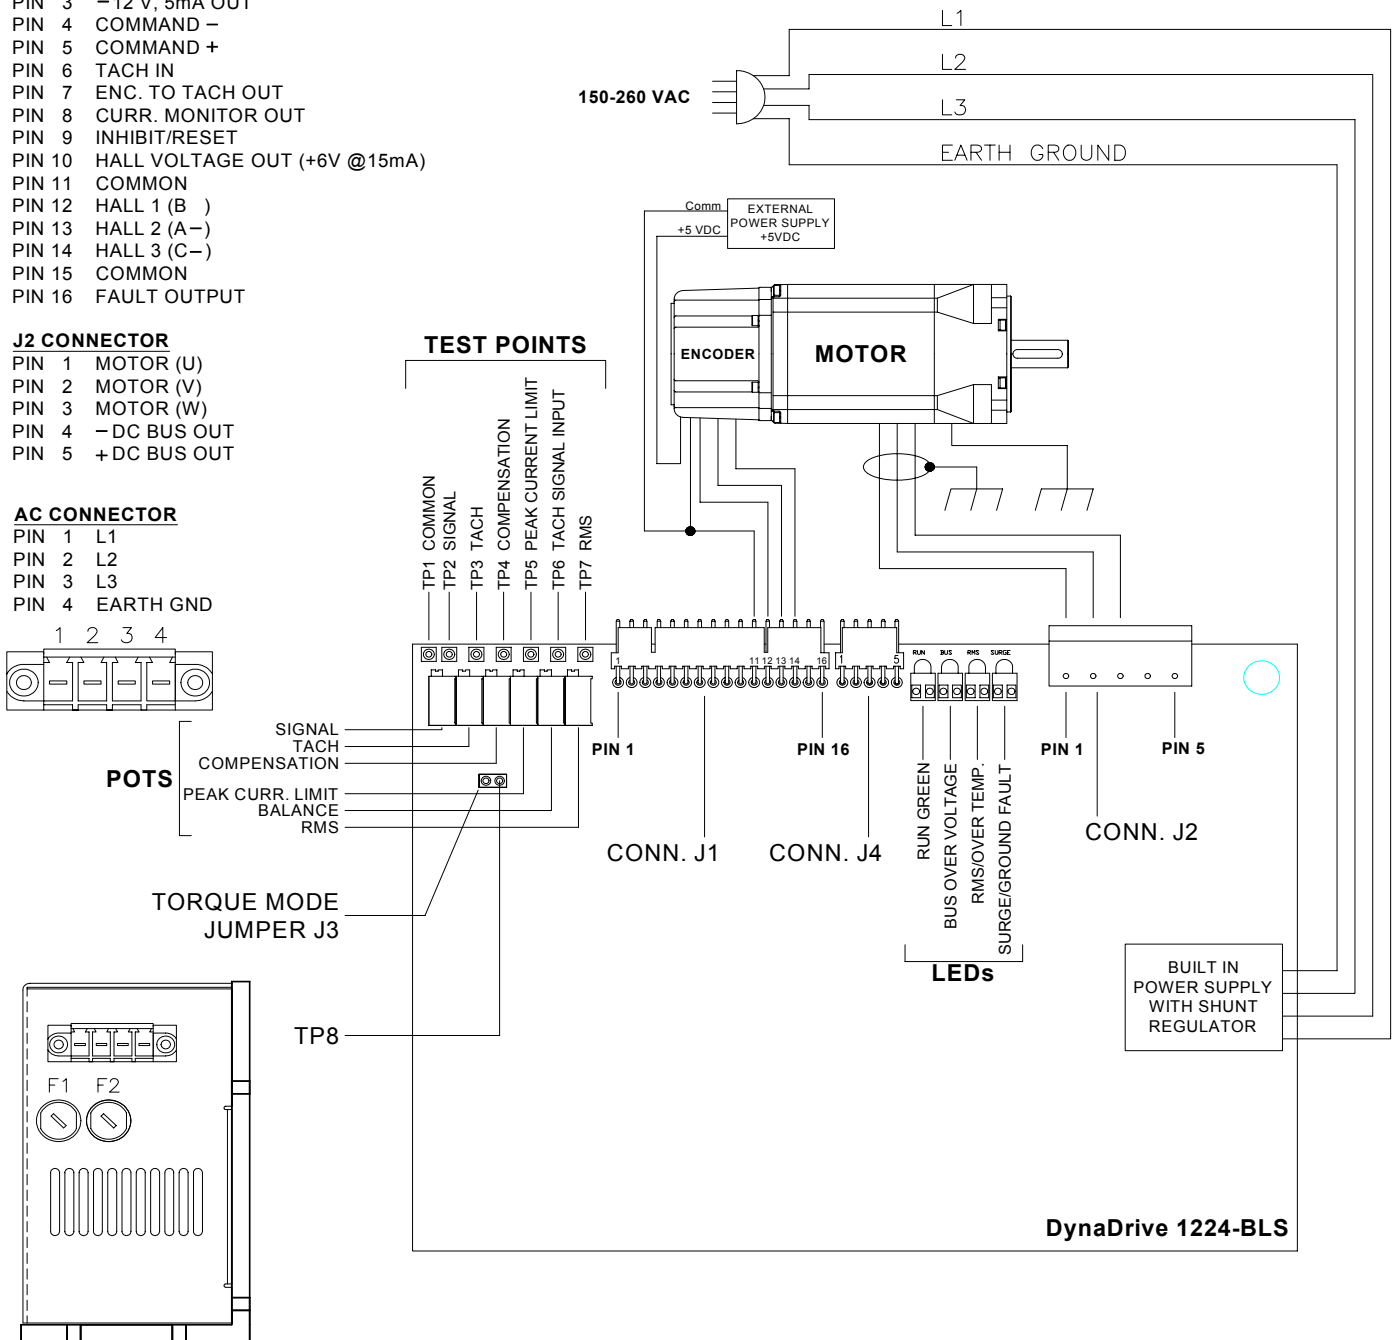 PIN 3 −12 V, 5mA OUT
PIN 4 COMMAND −
PIN 5 COMMAND +
PIN 6 TACH IN
PIN 7 ENC. TO TACH OUT
PIN 8 CURR. MONITOR OUT
PIN 9 INHIBIT/RESET
PIN 10 HALL VOLTAGE OUT (+6V @15mA)
PIN 11 COMMON
PIN 12 HALL 1 (B )
PIN 13 HALL 2 (A−)
PIN 14 HALL 3 (C−)
PIN 15 COMMON
PIN 16 FAULT OUTPUT
J2 CONNECTOR
PIN 1 MOTOR (U)
PIN 2 MOTOR (V)
PIN 3 MOTOR (W)
PIN 4 −DC BUS OUT
PIN 5 +DC BUS OUT
AC CONNECTOR
PIN 1 L1
PIN 2 L2
PIN 3 L3
PIN 4 EARTH GND
1 2 3 4
150-260 VAC
L1
L2
L3
EARTH GROUND
Comm
+5 VDC
EXTERNAL
POWER SUPPLY
+5VDC
ENCODER
MOTOR
TEST POINTS
TP1 COMMON
TP2 SIGNAL
TP3 TACH
TP4 COMPENSATION
TP5 PEAK CURRENT LIMIT
TP6 TACH SIGNAL INPUT
TP7 RMS
1 11 12 13 14 16
1 5
RUN BUS RMS SURGE
PIN 1
PIN 16
PIN 1
PIN 5
POTS
SIGNAL
TACH
COMPENSATION
PEAK CURR. LIMIT
BALANCE
RMS
CONN. J1
CONN. J4
CONN. J2
RUN GREEN
BUS OVER VOLTAGE
RMS/OVER TEMP.
SURGE/GROUND FAULT
LEDs
TORQUE MODE
JUMPER J3
TP8
BUILT IN
POWER SUPPLY
WITH SHUNT
REGULATOR
F1 F2
DynaDrive 1224-BLS